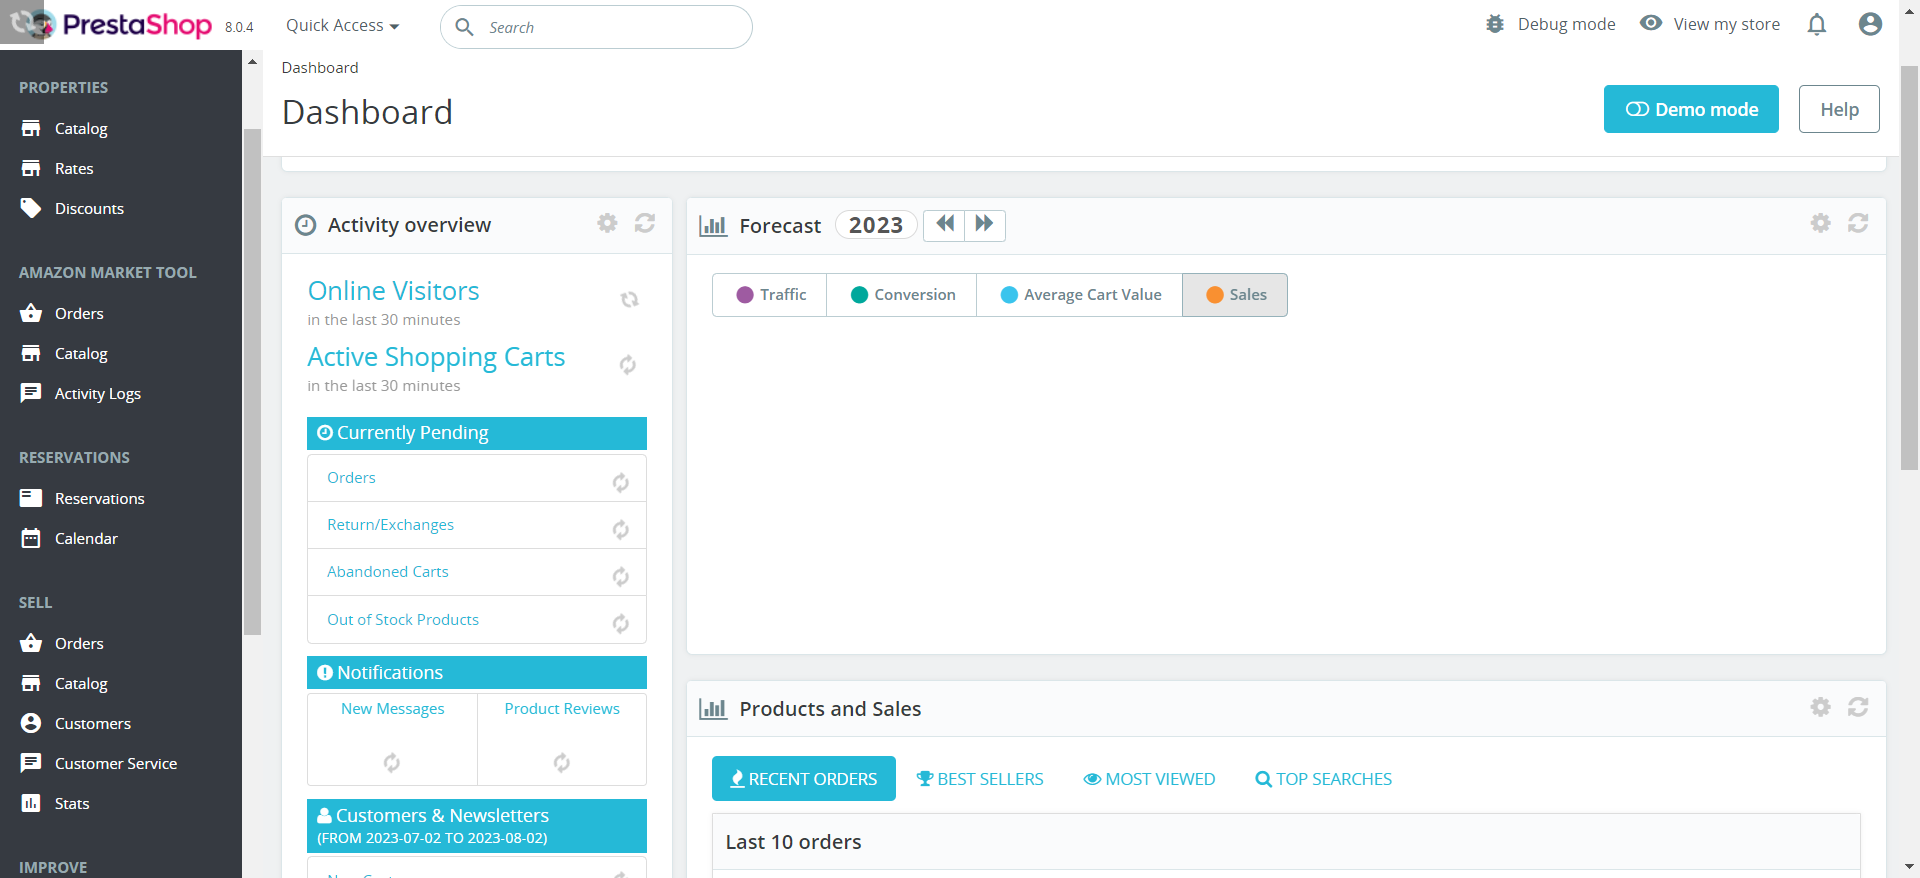 PrestaShop 8.0.4
Quick Access
Search
Debug mode
View my store
Dashboard
Dashboard
Demo mode
Help
PROPERTIES
Catalog
Rates
Discounts
AMAZON MARKET TOOL
Orders
Catalog
Activity Logs
RESERVATIONS
Reservations
Calendar
SELL
Orders
Catalog
Customers
Customer Service
Stats
IMPROVE
Activity overview
Online Visitors
in the last 30 minutes
Active Shopping Carts
in the last 30 minutes
Currently Pending
Orders
Return/Exchanges
Abandoned Carts
Out of Stock Products
Notifications
New Messages
Product Reviews
Customers & Newsletters
(FROM 2023-07-02 TO 2023-08-02)
Forecast 2023
Traffic
Conversion
Average Cart Value
Sales
Products and Sales
RECENT ORDERS
BEST SELLERS
MOST VIEWED
TOP SEARCHES
Last 10 orders